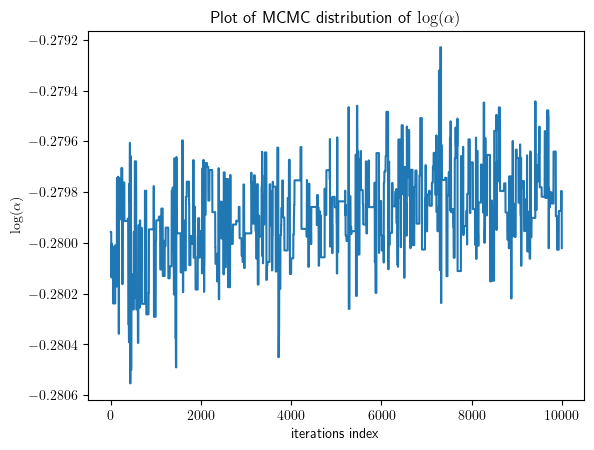 Plot of MCMC distribution of log(α)
−0.2792
−0.2794
−0.2796
−0.2798
−0.2800
−0.2802
−0.2804
−0.2806
log(α)
0 2000 4000 6000 8000 10000
iterations index